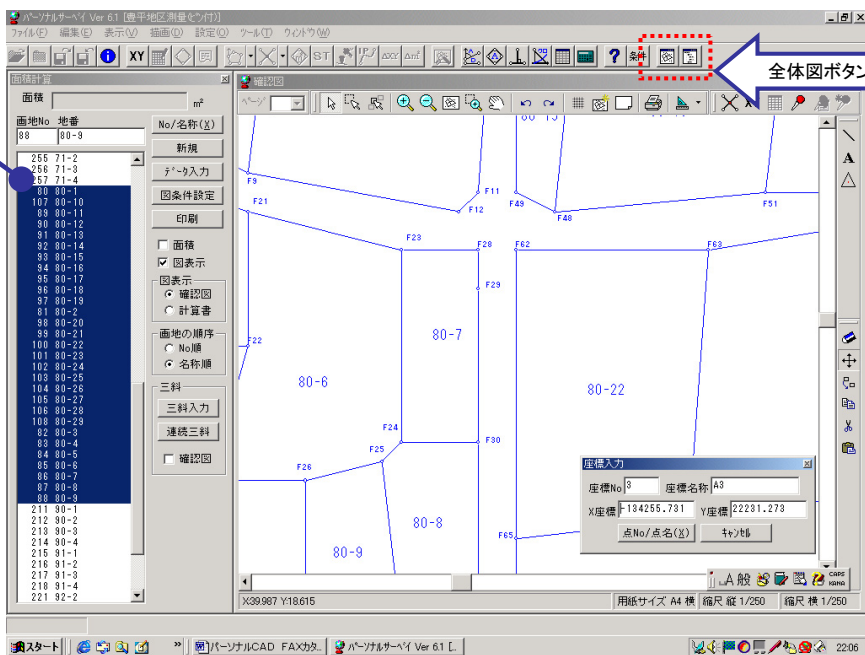 パーソナルサーベイ Ver 6.1 [豊平地区測量セン付)]
ファイル(F) 編集(E) 表示(V) 描画(D) 設定(O) ツール(T) ウィンドウ(W)
XY ST 条件
全体図ボタン
面積計算
面積 m²
画地No 地番
88 80-9
No/名称(X)
新規
データ入力
図条件設定
印刷
面積
図表示
図表示
確認図
計算書
画地の順序
No順
名称順
三斜
三斜入力
連続三斜
確認図
255 71-2
256 71-3
257 71-4
80 80-1
107 80-10
89 80-11
90 80-12
91 80-13
92 80-14
93 80-15
94 80-16
95 80-17
96 80-18
97 80-19
81 80-2
98 80-20
99 80-21
100 80-22
101 80-23
102 80-24
103 80-25
104 80-26
105 80-27
106 80-28
108 80-29
82 80-3
83 80-4
84 80-5
85 80-6
86 80-7
87 80-8
88 80-9
211 90-1
212 90-2
213 90-3
214 90-4
215 91-1
216 91-2
217 91-3
218 91-4
221 92-2
確認図
ページ
A
F9
F21
F11
F12
F49
F48
F51
F23
F28
F62
F63
F29
F22
80-7
80-6
80-22
F24
F25
F30
F26
80-8
80-9
F65
座標入力
座標No 3 座標名称 A3
X座標 -134255.731 Y座標 22231.273
点No/点名(X) キャンセル
A 般 CAPS KANA
X:39.987 Y:18.615
用紙サイズ A4 横 縮尺 縦 1/250 縮尺 横 1/250
スタート » パーソナルCAD FAXカタ.. パーソナルサーベイ Ver 6.1 [.. 22:06